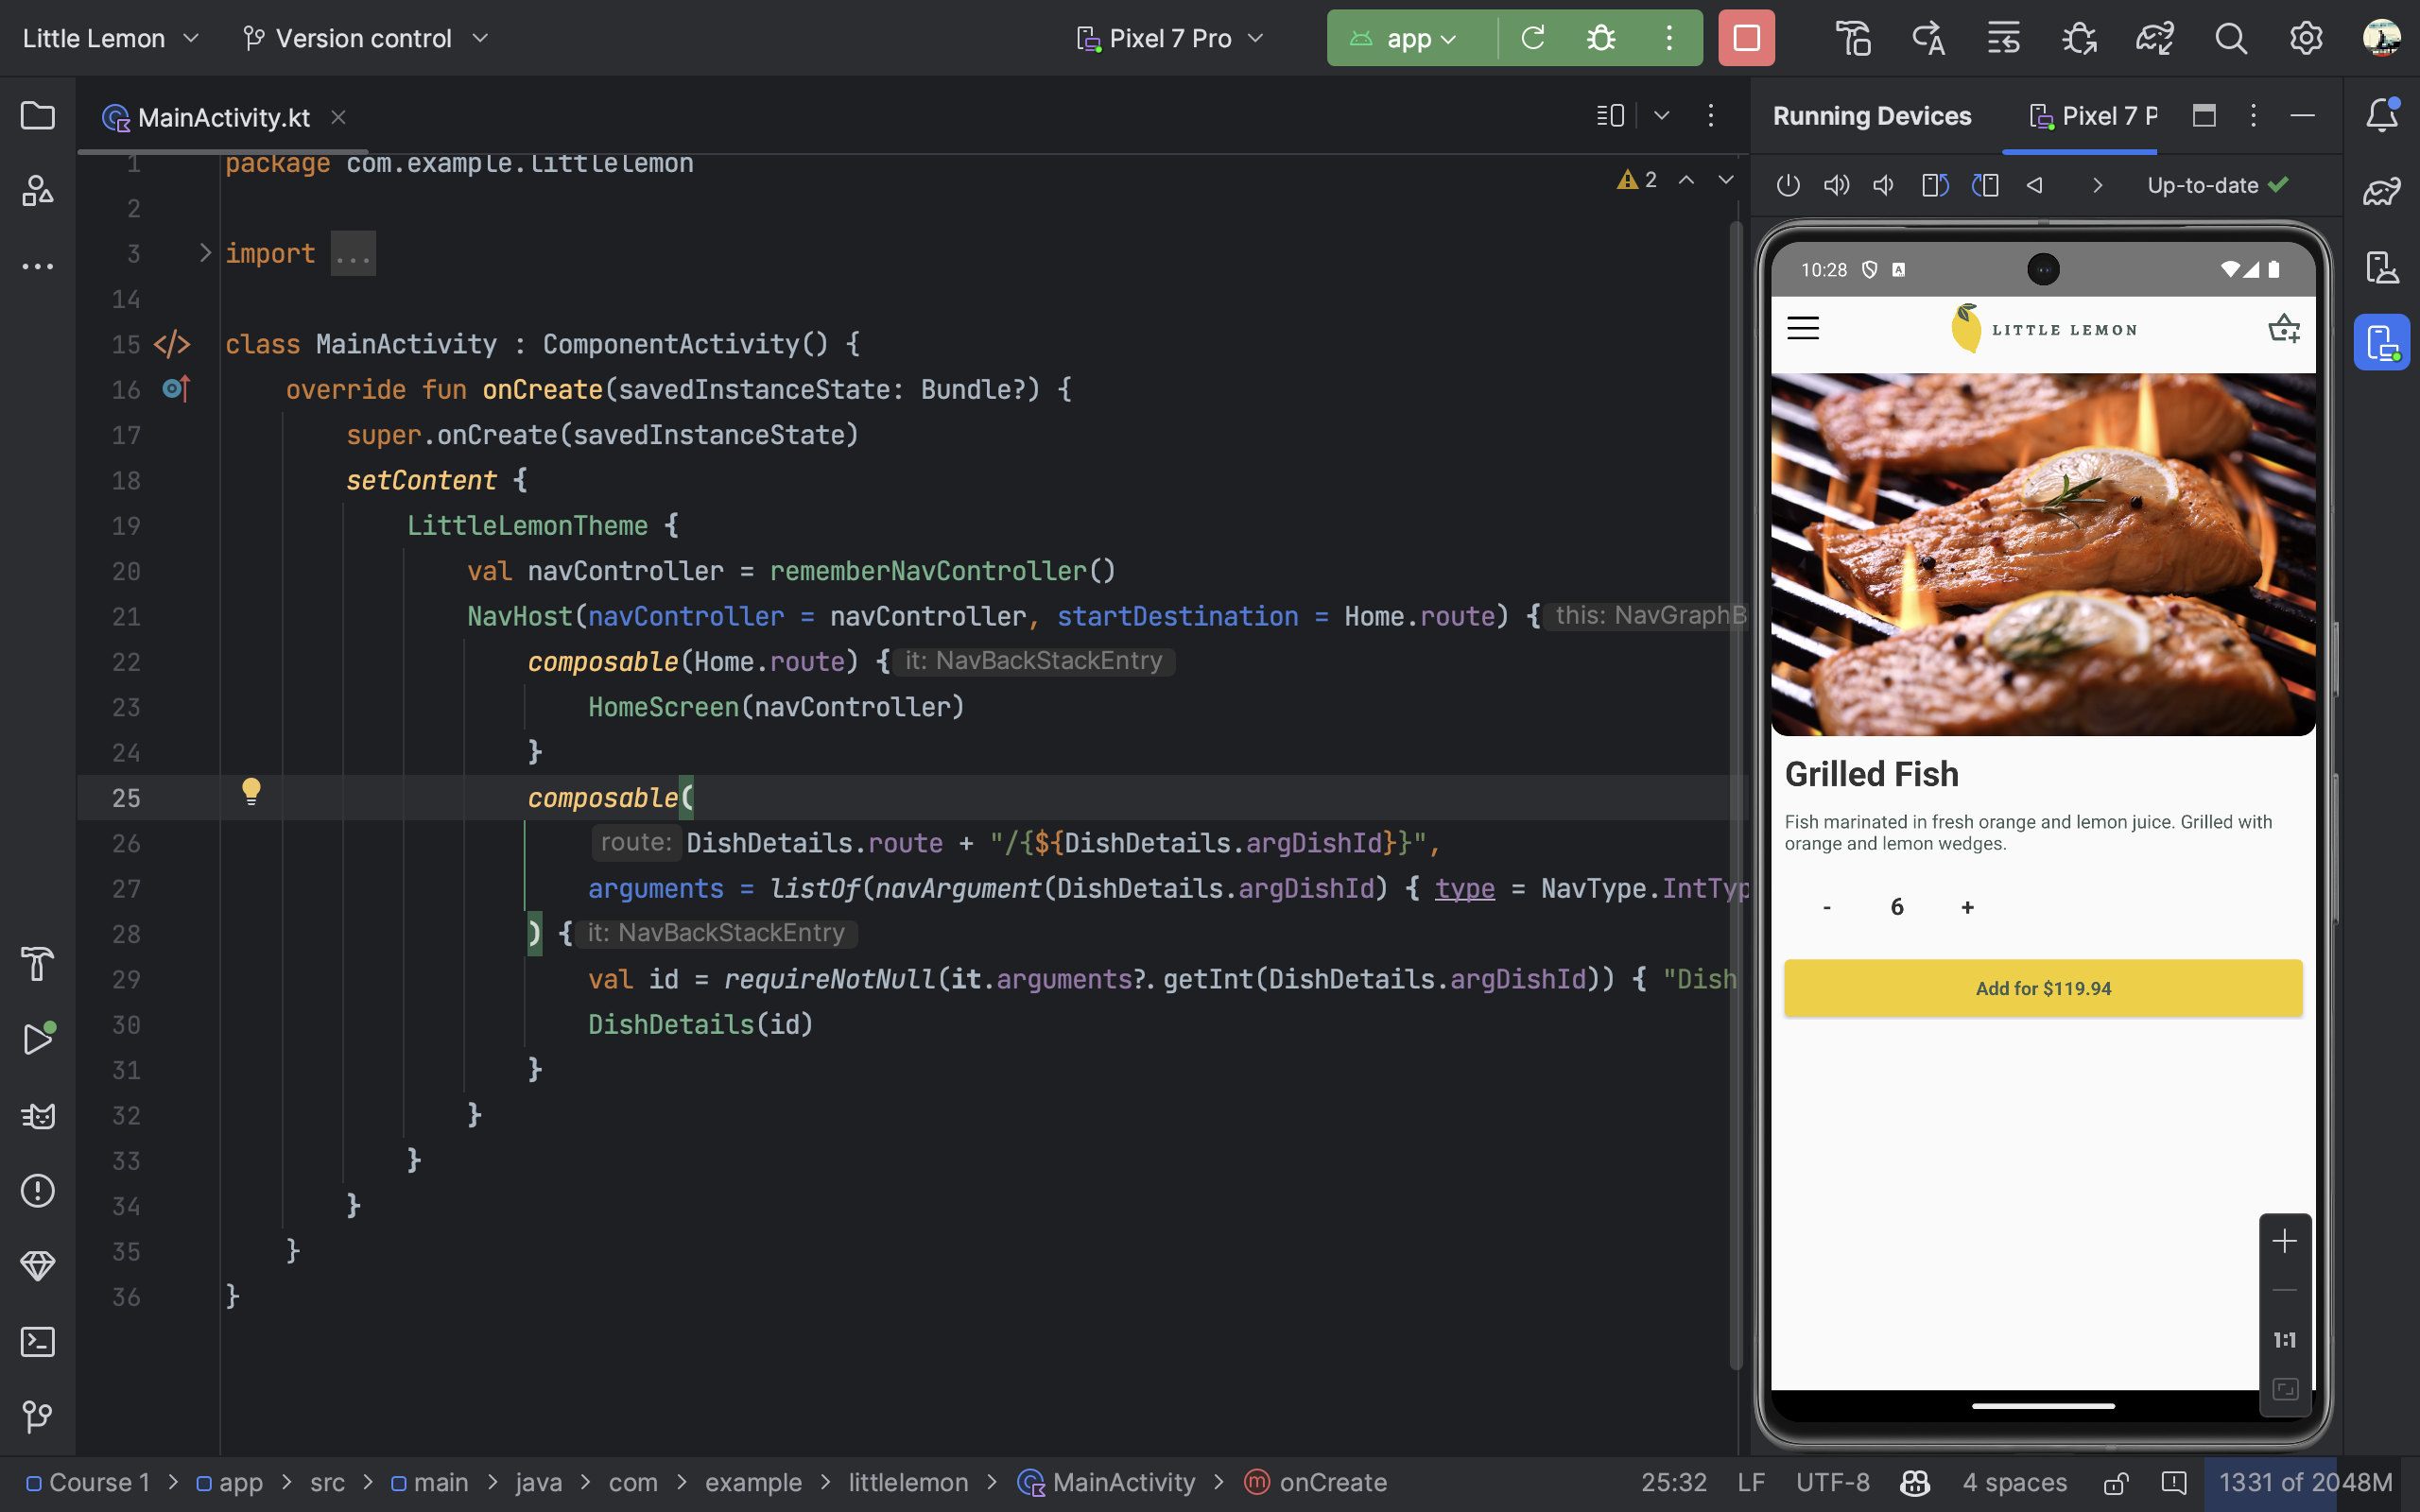 Little Lemon
Version control
Pixel 7 Pro
app
MainActivity.kt
Running Devices
Pixel 7 P
1 package com.example.littlelemon
2
3 import ...
14
15 class MainActivity : ComponentActivity() {
16 override fun onCreate(savedInstanceState: Bundle?) {
17 super.onCreate(savedInstanceState)
18 setContent {
19 LittleLemonTheme {
20 val navController = rememberNavController()
21 NavHost(navController = navController, startDestination = Home.route) { this: NavGraphB
22 composable(Home.route) { it: NavBackStackEntry
23 HomeScreen(navController)
24 }
25 composable(
26 route: DishDetails.route + "/{${DishDetails.argDishId}}",
27 arguments = listOf(navArgument(DishDetails.argDishId) { type = NavType.IntTyp
28 ) { it: NavBackStackEntry
29 val id = requireNotNull(it.arguments?.getInt(DishDetails.argDishId)) { "Dish
30 DishDetails(id)
31 }
32 }
33 }
34 }
35 }
36 }
2
Up-to-date
10:28
LITTLE LEMON
Grilled Fish
Fish marinated in fresh orange and lemon juice. Grilled with
orange and lemon wedges.
- 6 +
Add for $119.94
1:1
Course 1 > app > src > main > java > com > example > littlelemon > MainActivity > onCreate
25:32 LF UTF-8 4 spaces 1331 of 2048M